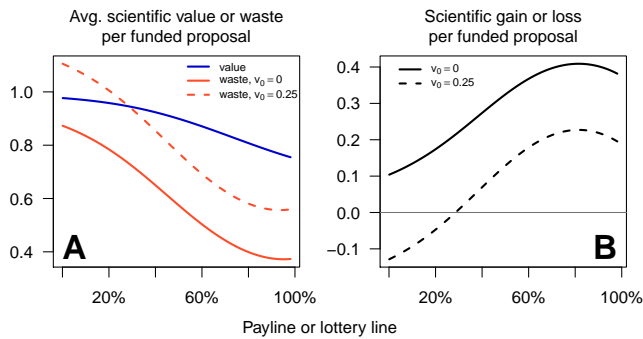 Avg. scientific value or waste
per funded proposal
value
waste, v₀ = 0
waste, v₀ = 0.25
1.0
0.8
0.6
0.4
A
20%
60%
100%
Scientific gain or loss
per funded proposal
v₀ = 0
v₀ = 0.25
0.4
0.3
0.2
0.1
0.0
−0.1
B
20%
60%
100%
Payline or lottery line